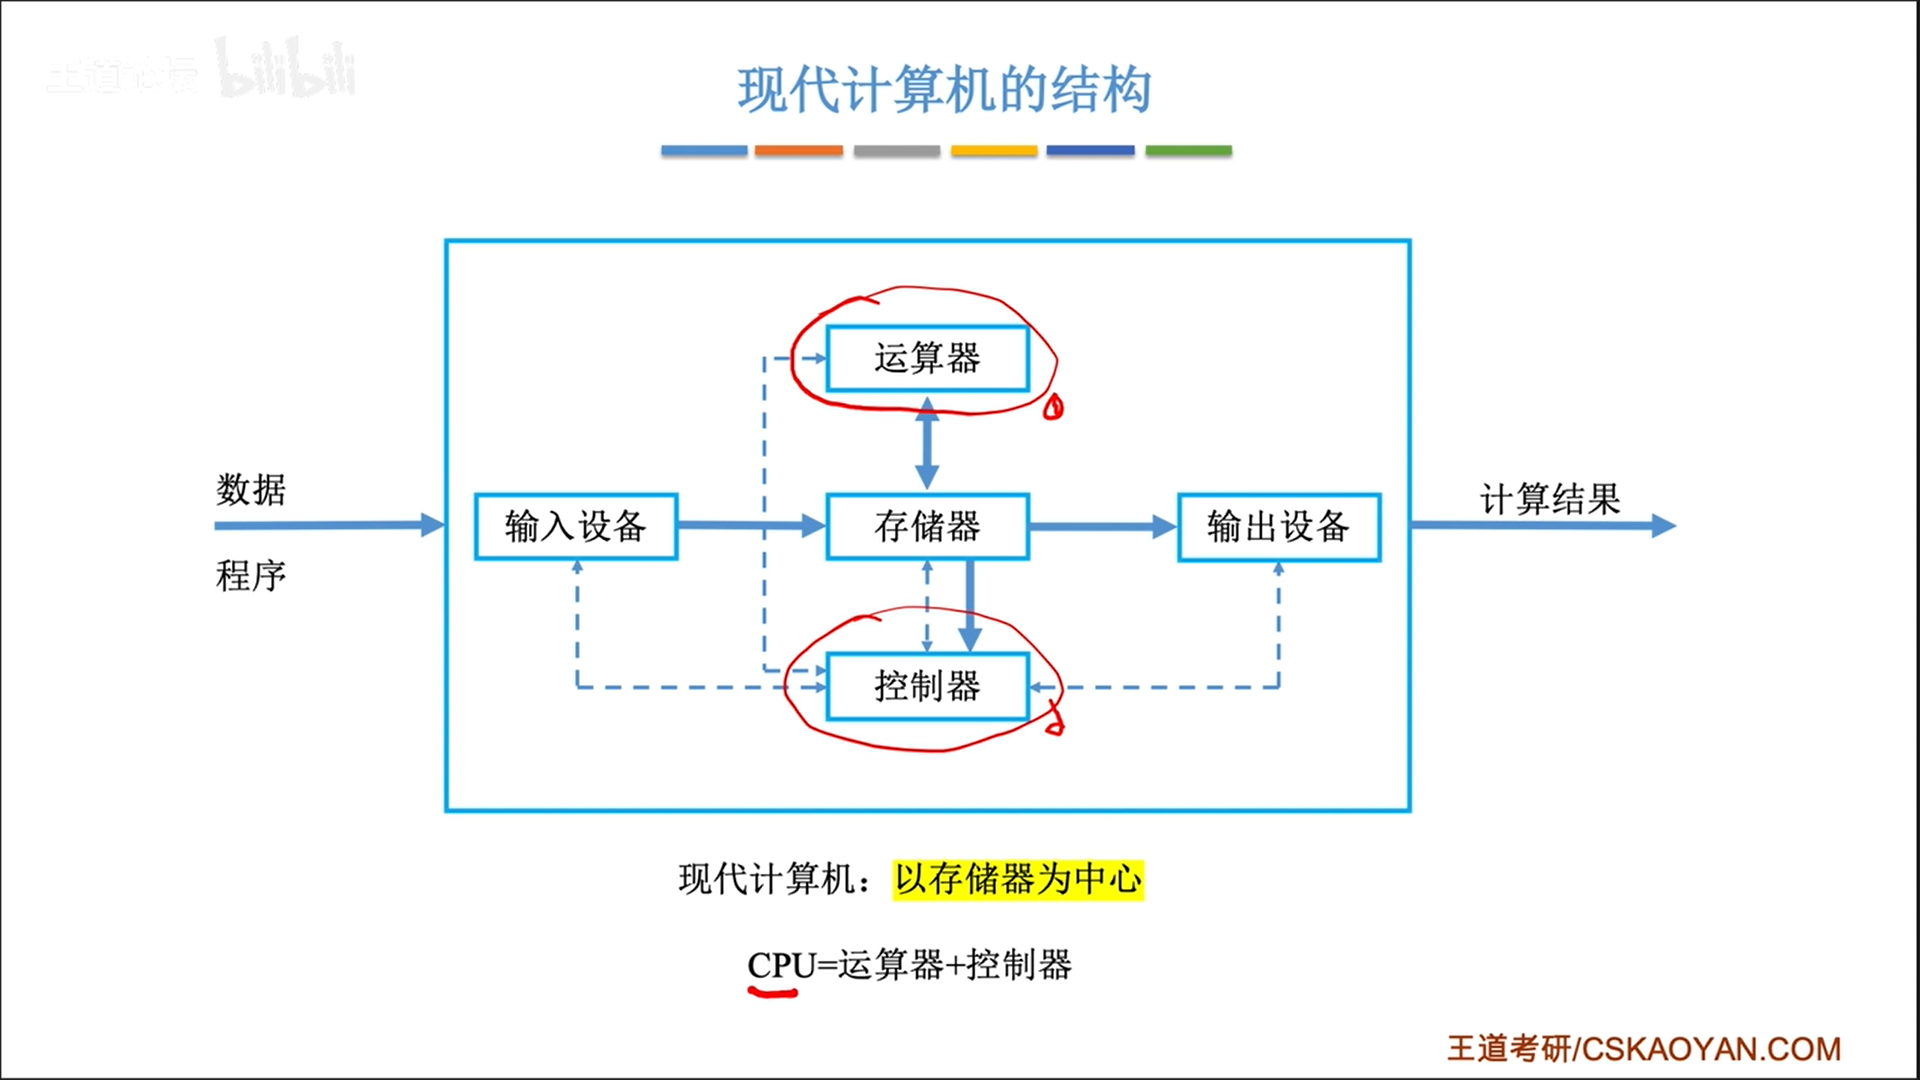 王道论坛 bilibili
现代计算机的结构
运算器
数据
程序
输入设备
存储器
输出设备
计算结果
控制器
现代计算机：以存储器为中心
CPU=运算器+控制器
王道考研/CSKAOYAN.COM